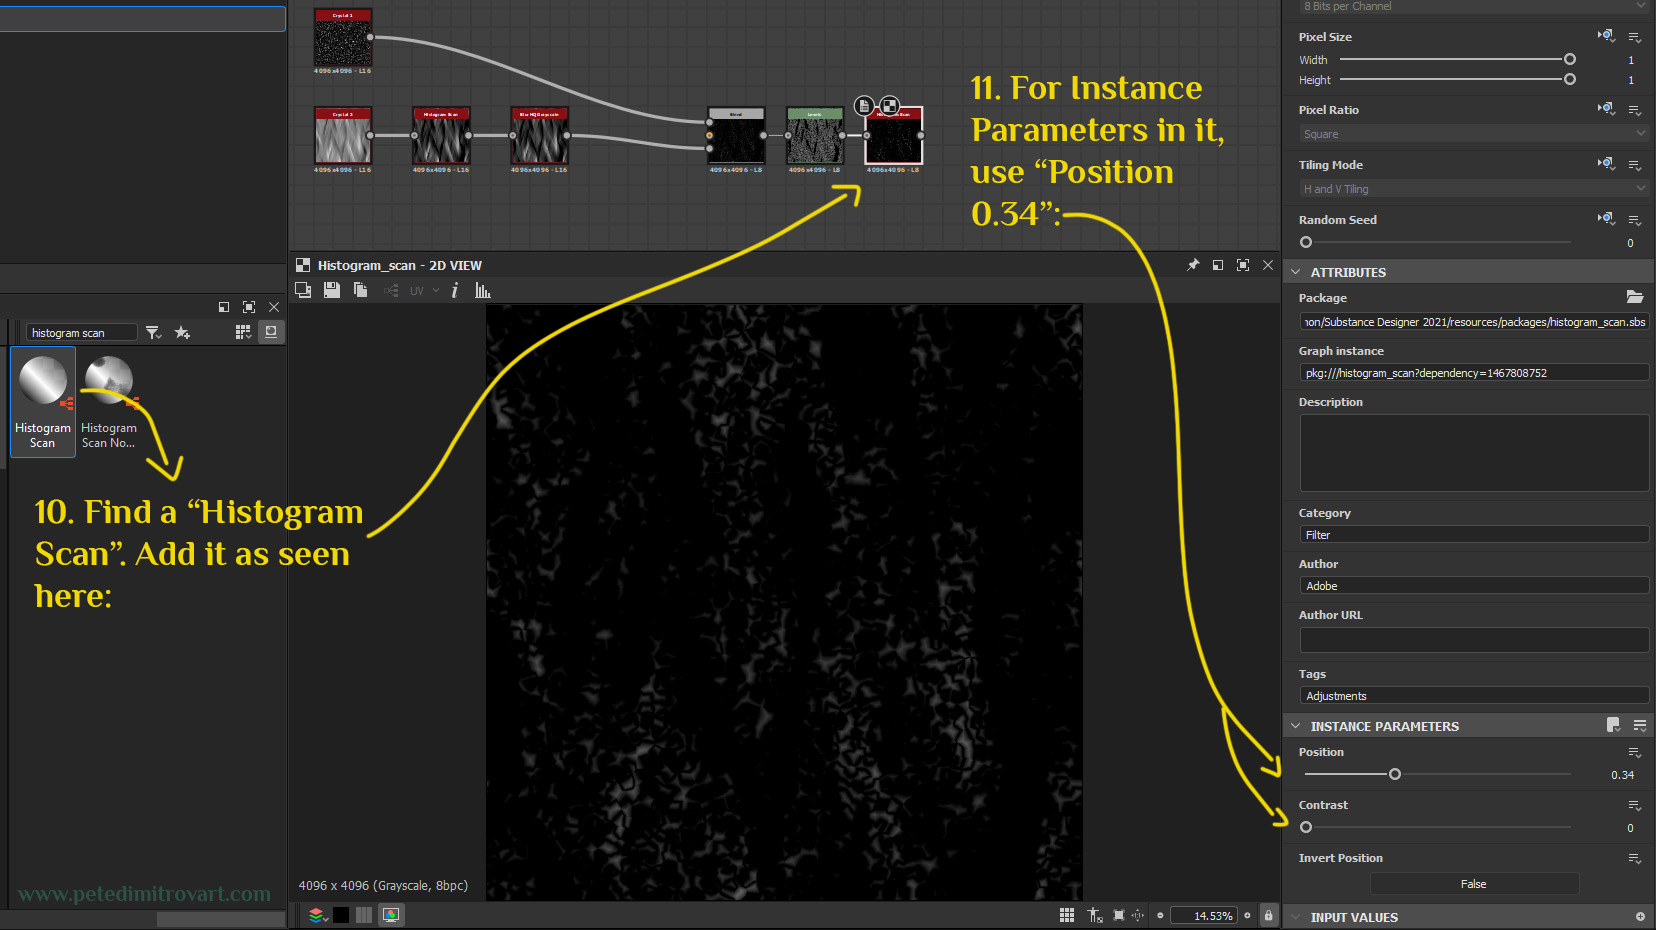 Crystal 1
4096x4096 - L16
Crystal 2
Histogram Scan
Blur HQ Grayscale
Blend
Levels
4096x4096 - L16
4096x4096 - L16
4096x4096 - L16
4096x4096 - L8
4096x4096 - L8
4096x4096 - L8
11. For Instance
Parameters in it,
use “Position
0.34”:
Histogram_scan - 2D VIEW
UV
histogram scan
Histogram
Scan
Histogram
Scan No...
10. Find a “Histogram
Scan”. Add it as seen
here:
www.petedimitrovart.com
4096 x 4096 (Grayscale, 8bpc)
14.53%
8 Bits per Channel
Pixel Size
Width 1
Height 1
Pixel Ratio
Square
Tiling Mode
H and V Tiling
Random Seed
0
ATTRIBUTES
Package
non/Substance Designer 2021/resources/packages/histogram_scan.sbs
Graph instance
pkg:///histogram_scan?dependency=1467808752
Description
Category
Filter
Author
Adobe
Author URL
Tags
Adjustments
INSTANCE PARAMETERS
Position
0.34
Contrast
0
Invert Position
False
INPUT VALUES